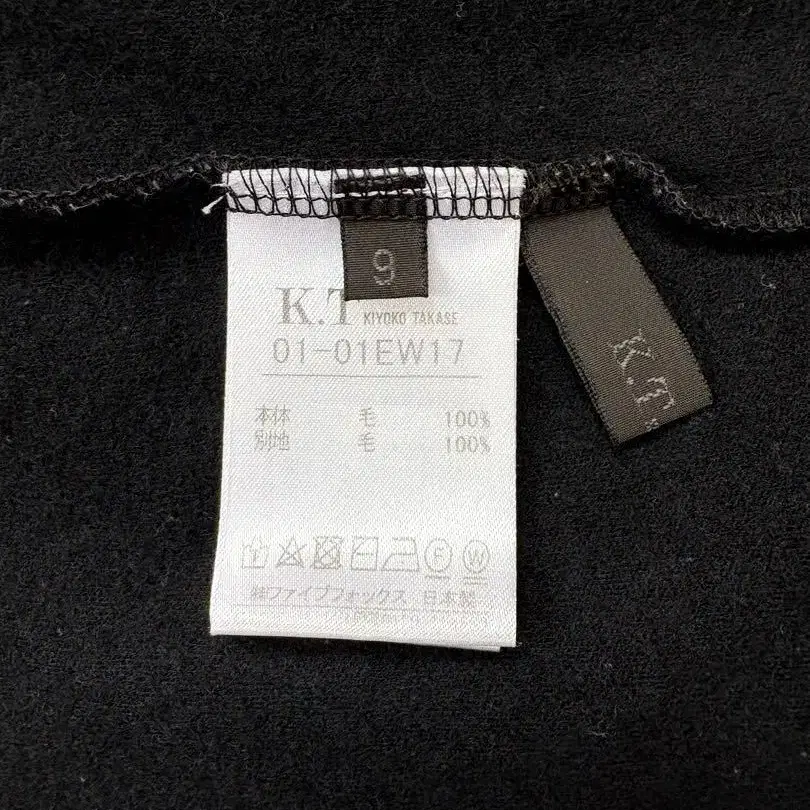 9
K.T KIYOKO TAKASE
01-01EW17
本体 毛 100%
別地 毛 100%
F W
㈱ファイブフォックス 日本製
K.T